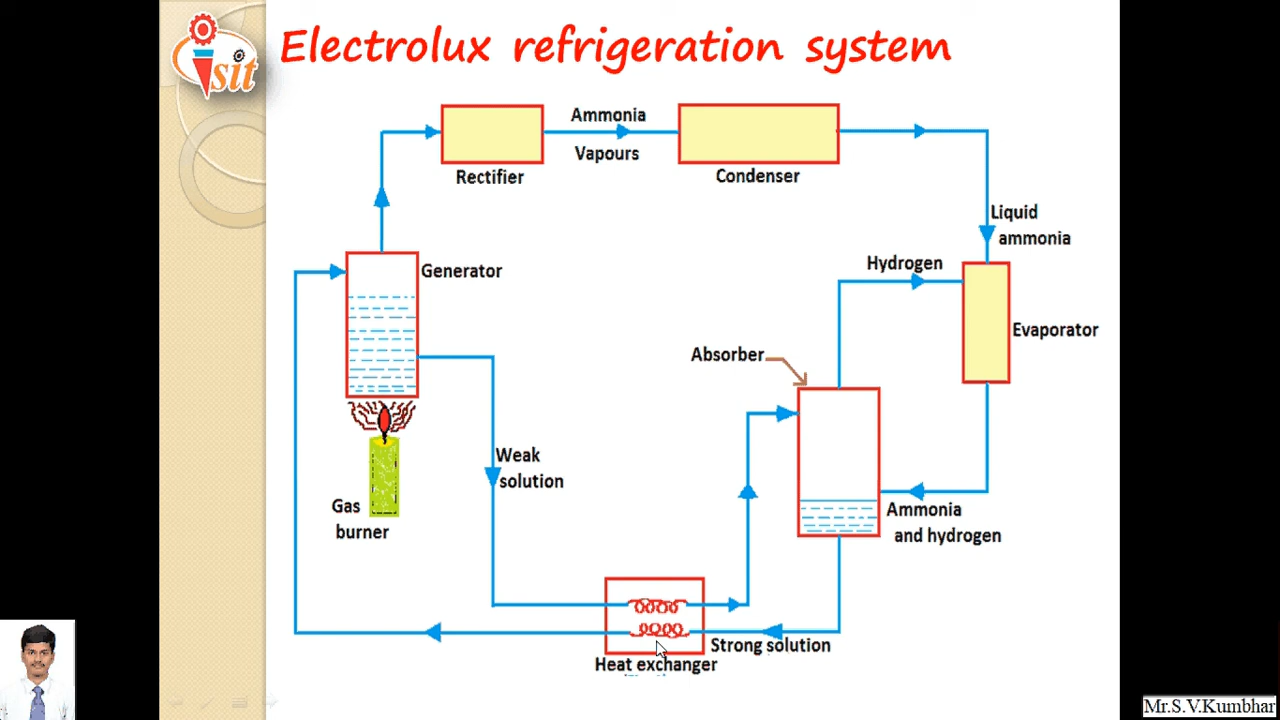 Electrolux refrigeration system
sit
Ammonia
Vapours
Rectifier
Condenser
Liquid
ammonia
Generator
Hydrogen
Evaporator
Absorber
Weak
solution
Gas
burner
Ammonia
and hydrogen
Strong solution
Heat exchanger
Mr.S.V.Kumbhar